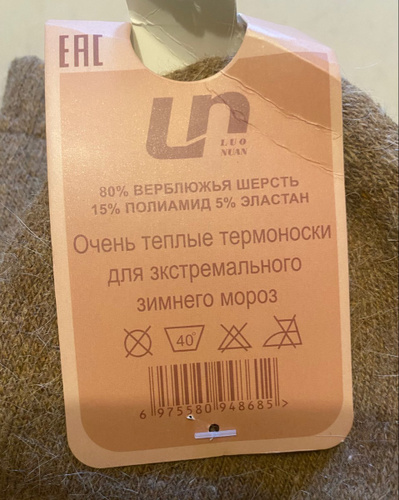 EAC
LUO
NUAN
80% ВЕРБЛЮЖЬЯ ШЕРСТЬ
15% ПОЛИАМИД 5% ЭЛАСТАН
Очень теплые термоноски
для зкстремального
зимнего мороз
40°
6 975580 948685 >